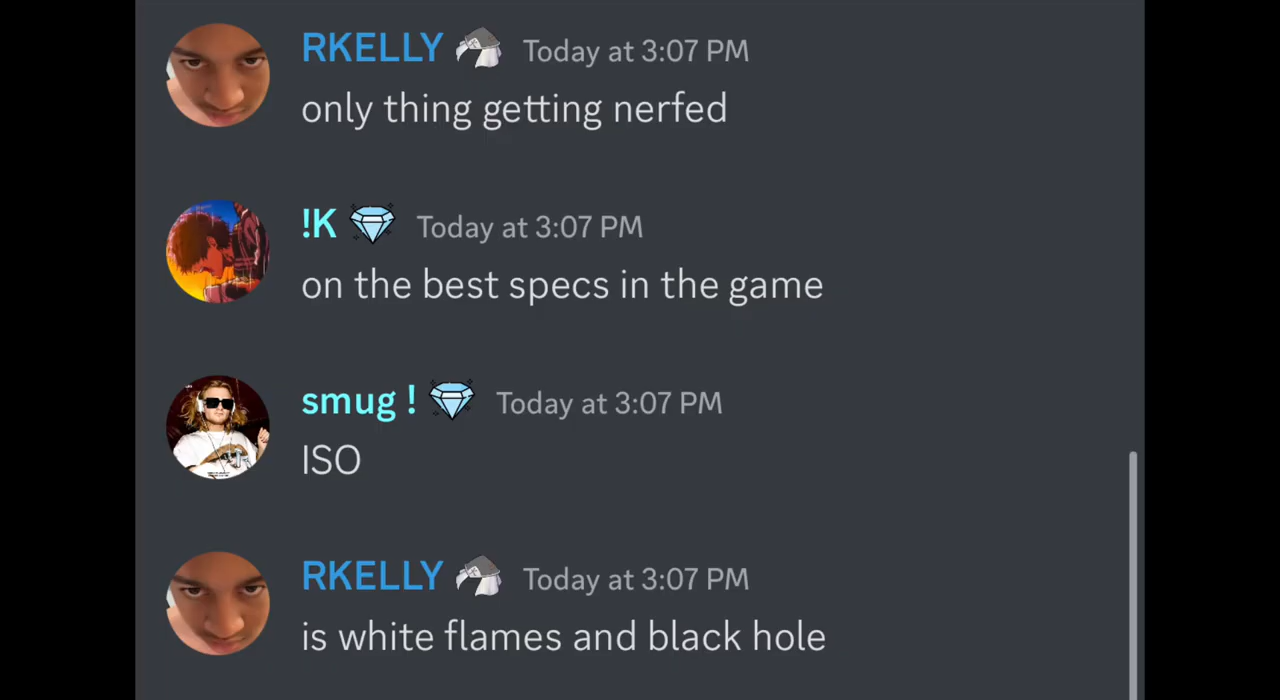 RKELLY Today at 3:07 PM
only thing getting nerfed
!K Today at 3:07 PM
on the best specs in the game
smug ! Today at 3:07 PM
ISO
RKELLY Today at 3:07 PM
is white flames and black hole